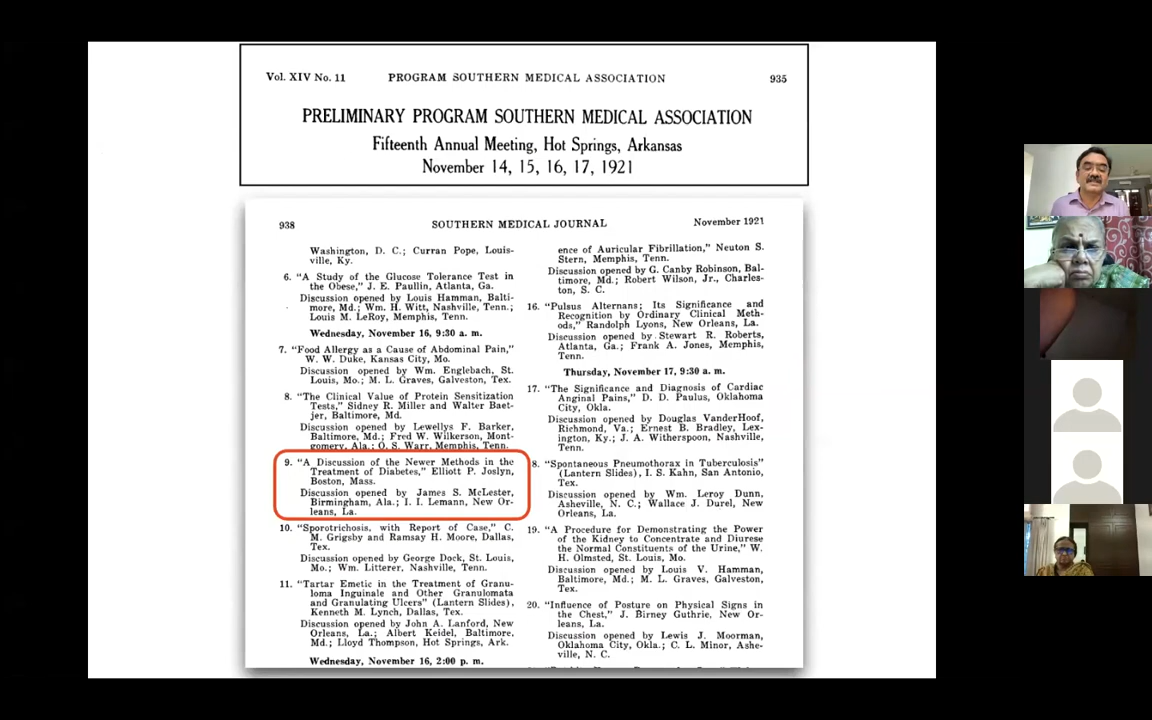 Vol. XIV No. 11 PROGRAM SOUTHERN MEDICAL ASSOCIATION 935
PRELIMINARY PROGRAM SOUTHERN MEDICAL ASSOCIATION
Fifteenth Annual Meeting, Hot Springs, Arkansas
November 14, 15, 16, 17, 1921
938 SOUTHERN MEDICAL JOURNAL November 1921
Washington, D. C.; Curran Pope, Louis-
ville, Ky.
6. “A Study of the Glucose Tolerance Test in
the Obese,” J. E. Paullin, Atlanta, Ga.
Discussion opened by Louis Hamman, Balti-
more, Md.; Wm. H. Witt, Nashville, Tenn.;
Louis M. LeRoy, Memphis, Tenn.
Wednesday, November 16, 9:30 a. m.
7. “Food Allergy as a Cause of Abdominal Pain,”
W. W. Duke, Kansas City, Mo.
Discussion opened by Wm. Englebach, St.
Louis, Mo.; M. L. Graves, Galveston, Tex.
8. “The Clinical Value of Protein Sensitization
Tests,” Sidney R. Miller and Walter Baet-
jer, Baltimore, Md.
Discussion opened by Lewellys F. Barker,
Baltimore, Md.; Fred W. Wilkerson, Mont-
gomery, Ala.; O. S. Warr, Memphis, Tenn.
9. “A Discussion of the Newer Methods in the
Treatment of Diabetes,” Elliott P. Joslyn,
Boston, Mass.
Discussion opened by James S. McLester,
Birmingham, Ala.; I. I. Lemann, New Or-
leans, La.
10. “Sporotrichosis, with Report of Case,” C.
M. Grigsby and Ramsay H. Moore, Dallas,
Tex.
Discussion opened by George Dock, St. Louis,
Mo.; Wm. Litterer, Nashville, Tenn.
11. “Tartar Emetic in the Treatment of Granu-
loma Inguinale and Other Granulomata
and Granulating Ulcers” (Lantern Slides),
Kenneth M. Lynch, Dallas, Tex.
Discussion opened by John A. Lanford, New
Orleans, La.; Albert Keidel, Baltimore,
Md.; Lloyd Thompson, Hot Springs, Ark.
Wednesday, November 16, 2:00 p. m.
ence of Auricular Fibrillation,” Neuton S.
Stern, Memphis, Tenn.
Discussion opened by G. Canby Robinson, Bal-
timore, Md.; Robert Wilson, Jr., Charles-
ton, S. C.
16. “Pulsus Alternans; Its Significance and
Recognition by Ordinary Clinical Meth-
ods,” Randolph Lyons, New Orleans, La.
Discussion opened by Stewart R. Roberts,
Atlanta, Ga.; Frank A. Jones, Memphis,
Tenn.
Thursday, November 17, 9:30 a. m.
17. “The Significance and Diagnosis of Cardiac
Anginal Pains,” D. D. Paulus, Oklahoma
City, Okla.
Discussion opened by Douglas VanderHoof,
Richmond, Va.; Ernest B. Bradley, Lex-
ington, Ky.; J. A. Witherspoon, Nashville,
Tenn.
8. “Spontaneous Pneumothorax in Tuberculosis”
(Lantern Slides), I. S. Kahn, San Antonio,
Tex.
Discussion opened by Wm. Leroy Dunn,
Asheville, N. C.; Wallace J. Durel, New
Orleans, La.
19. “A Procedure for Demonstrating the Power
of the Kidney to Concentrate and Diurese
the Normal Constituents of the Urine,” W.
H. Olmsted, St. Louis, Mo.
Discussion opened by Louis V. Hamman,
Baltimore, Md.; M. L. Graves, Galveston,
Tex.
20. “Influence of Posture on Physical Signs in
the Chest,” J. Birney Guthrie, New Or-
leans, La.
Discussion opened by Lewis J. Moorman,
Oklahoma City, Okla.; C. L. Minor, Ashe-
ville, N. C.